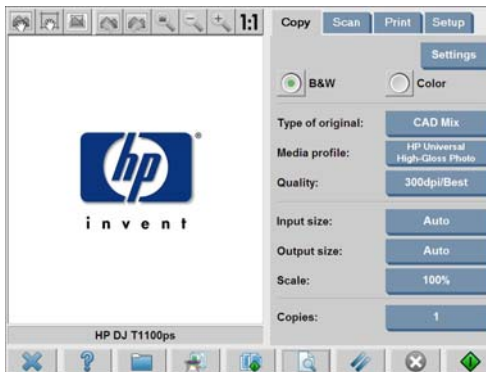 1:1
Copy Scan Print Setup
Settings
B&W Color
Type of original: CAD Mix
Media profile: HP Universal
High-Gloss Photo
Quality: 300dpi/Best
hp
invent
Input size: Auto
Output size: Auto
Scale: 100%
Copies: 1
HP DJ T1100ps
?